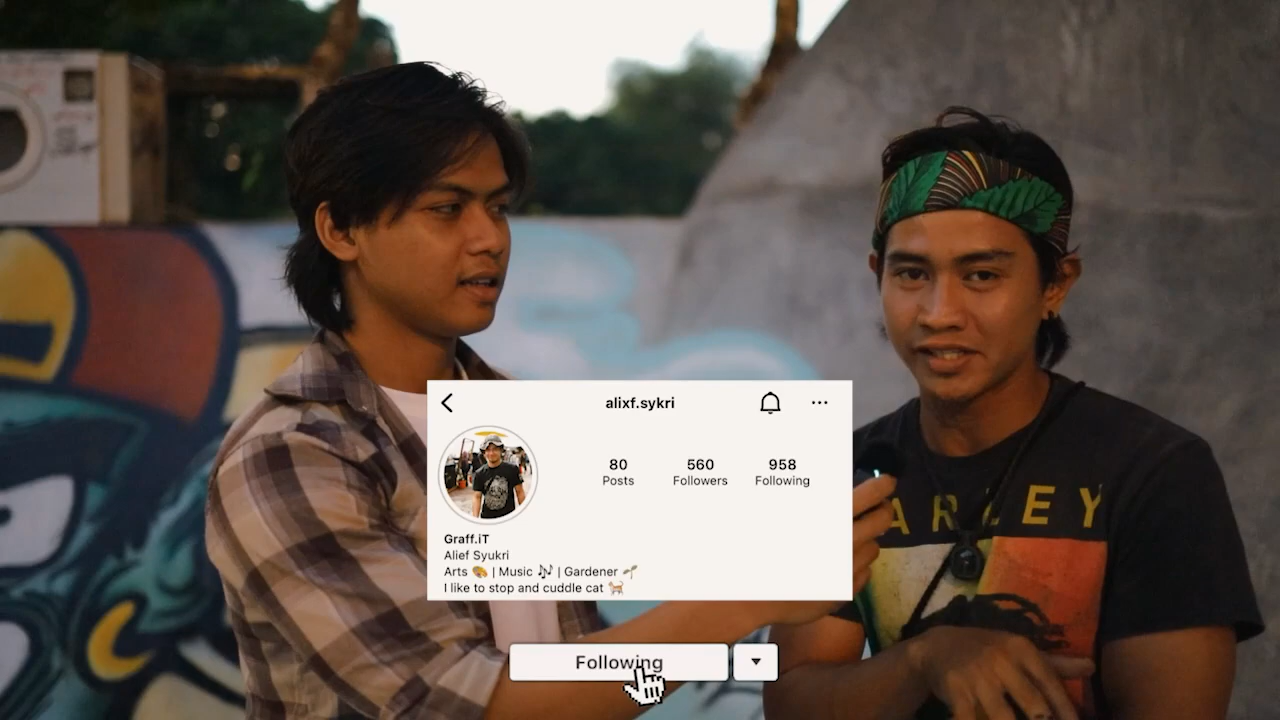 alixf.sykri
80 560 958
Posts Followers Following
Graff.iT
Alief Syukri
Arts 🎨 | Music 🎶 | Gardener 🌱
I like to stop and cuddle cat 🐈
Following
ARLEY